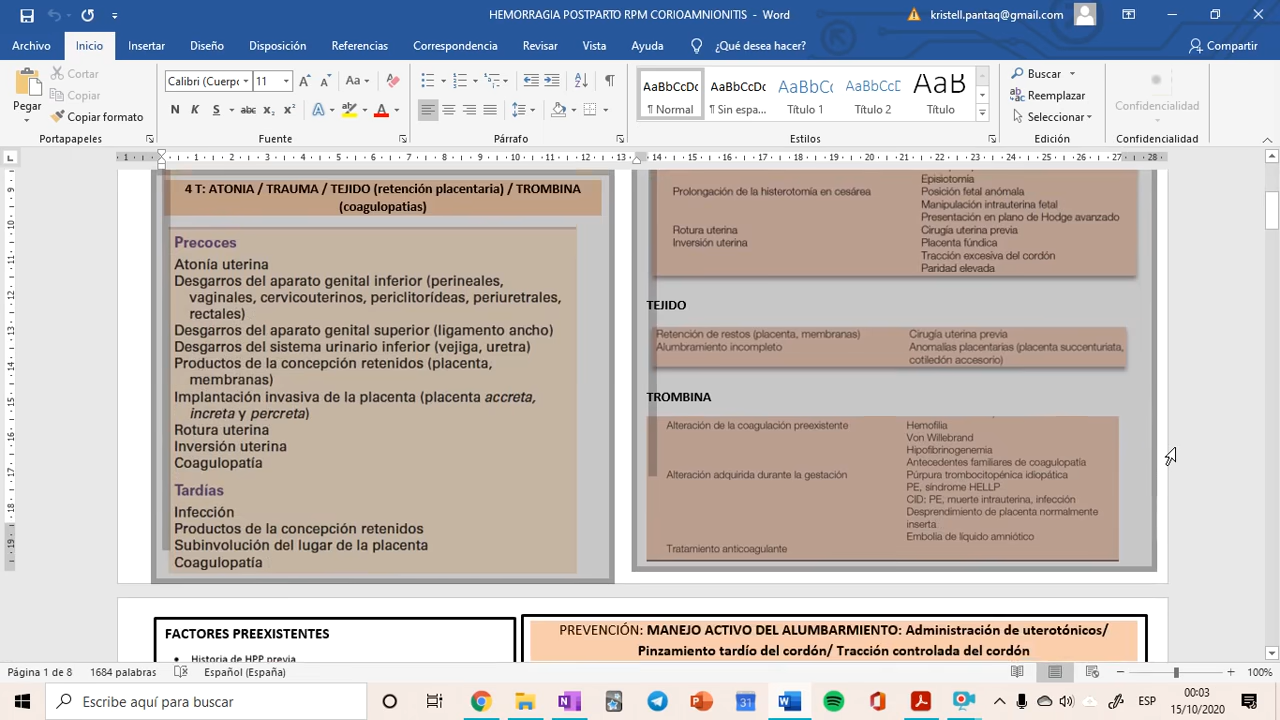 HEMORRAGIA POSTPARTO RPM CORIOAMNIONITIS - Word
kristell.pantaq@gmail.com
Archivo Inicio Insertar Diseño Disposición Referencias Correspondencia Revisar Vista Ayuda ¿Qué desea hacer? Compartir
Pegar
Cortar
Copiar
Copiar formato
Portapapeles
Calibri (Cuerpo 11
Fuente
Párrafo
AaBbCcDc AaBbCcDc AaBbCc AaBbCcD AaB
¶ Normal ¶ Sin espa... Título 1 Título 2 Título
Estilos
Buscar
Reemplazar
Seleccionar
Edición
Confidencialidad
Confidencialidad
4 T: ATONIA / TRAUMA / TEJIDO (retención placentaria) / TROMBINA
(coagulopatias)
Precoces
Atonía uterina
Desgarros del aparato genital inferior (perineales,
vaginales, cervicouterinos, periclitorídeas, periuretrales,
rectales)
Desgarros del aparato genital superior (ligamento ancho)
Desgarros del sistema urinario inferior (vejiga, uretra)
Productos de la concepción retenidos (placenta,
membranas)
Implantación invasiva de la placenta (placenta accreta,
increta y percreta)
Rotura uterina
Inversión uterina
Coagulopatía
Tardías
Infección
Productos de la concepción retenidos
Subinvolución del lugar de la placenta
Coagulopatía
Episiotomía
Prolongación de la histerotomía en cesárea Posición fetal anómala
Manipulación intrauterina fetal
Presentación en plano de Hodge avanzado
Rotura uterina Cirugía uterina previa
Inversión uterina Placenta fúndica
Tracción excesiva del cordón
Paridad elevada
TEJIDO
Retención de restos (placenta, membranas) Cirugía uterina previa
Alumbramiento incompleto Anomalías placentarias (placenta succenturiata,
cotiledón accesorio)
TROMBINA
Alteración de la coagulación preexistente Hemofilia
Von Willebrand
Hipofibrinogenemia
Antecedentes familiares de coagulopatía
Alteración adquirida durante la gestación Púrpura trombocitopénica idiopática
PE, síndrome HELLP
CID: PE, muerte intrauterina, infección
Desprendimiento de placenta normalmente
inserta
Embolia de líquido amniótico
Tratamiento anticoagulante
FACTORES PREEXISTENTES
• Historia de HPP previa
PREVENCIÓN: MANEJO ACTIVO DEL ALUMBARMIENTO: Administración de uterotónicos/
Pinzamiento tardío del cordón/ Tracción controlada del cordón
Página 1 de 8 1684 palabras Español (España) 100%
Escribe aquí para buscar
ESP
00:03
15/10/2020